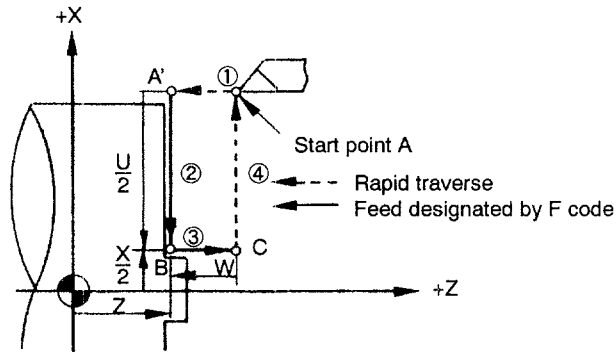 +X
A' ①
Start point A
U/2 ② ④
Rapid traverse
Feed designated by F code
③
X/2 B W C
Z +Z